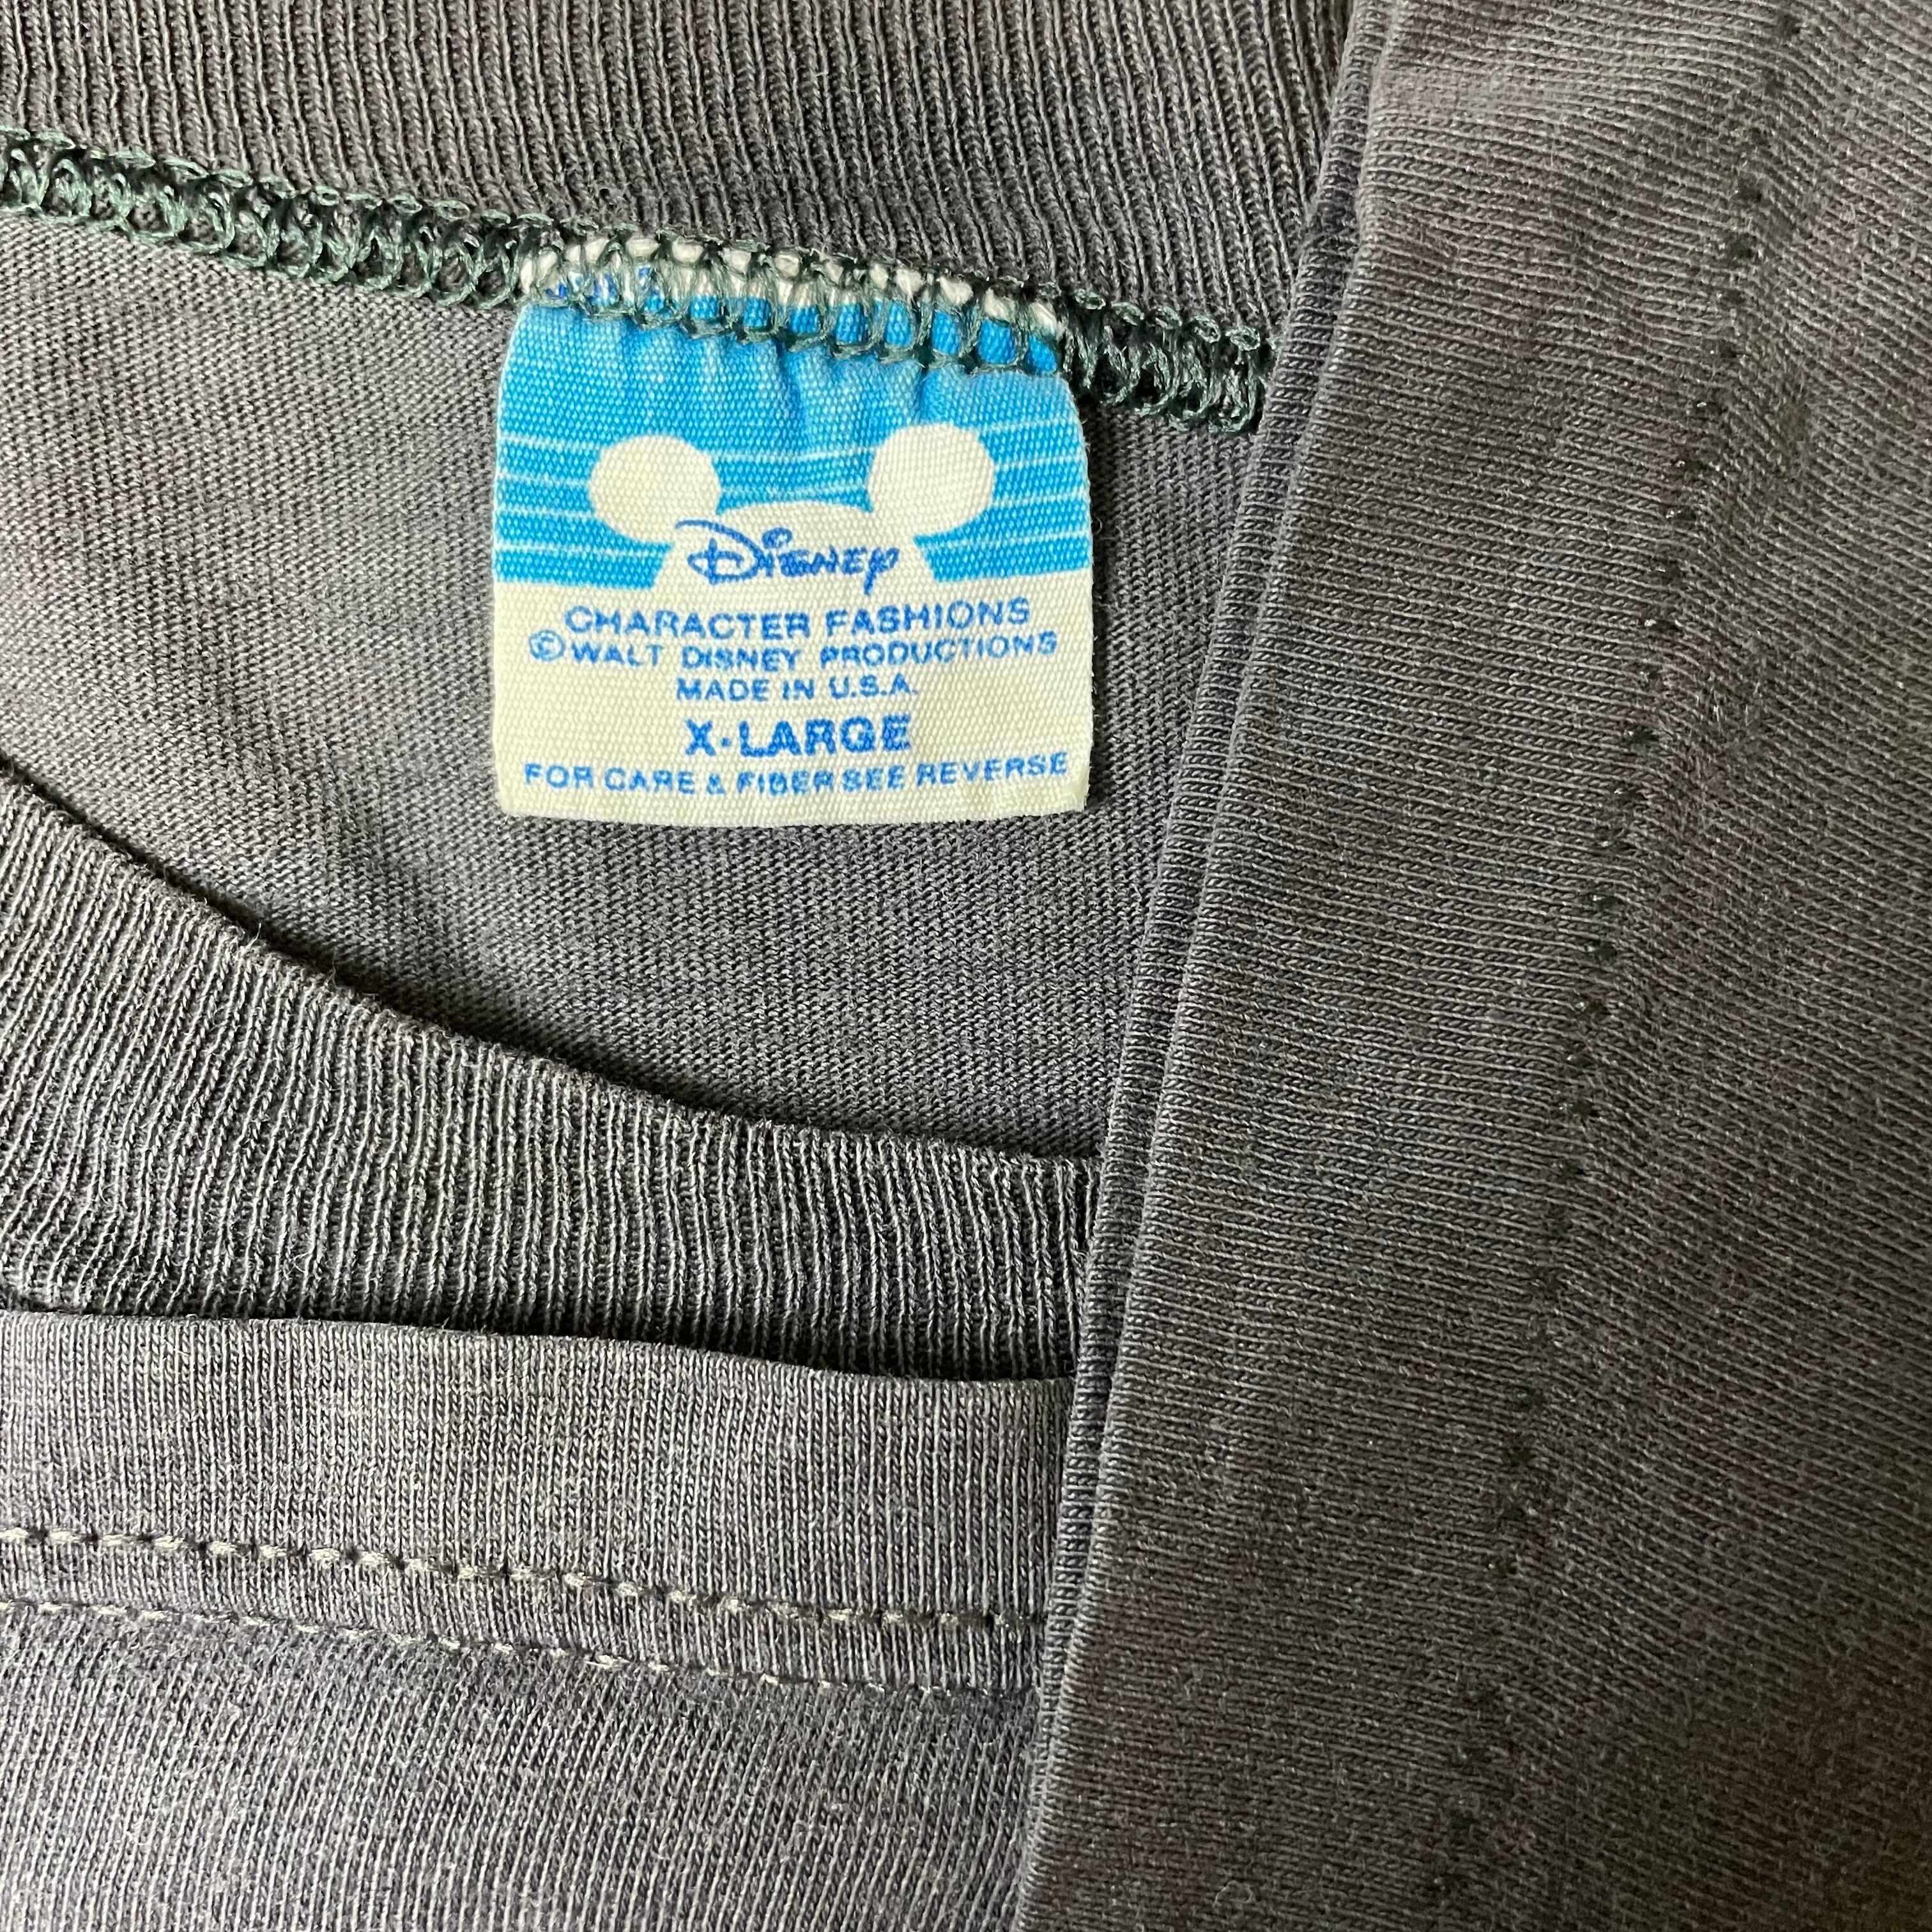 Disney
CHARACTER FASHIONS
©WALT DISNEY PRODUCTIONS
MADE IN U.S.A.
X-LARGE
FOR CARE & FIBER SEE REVERSE